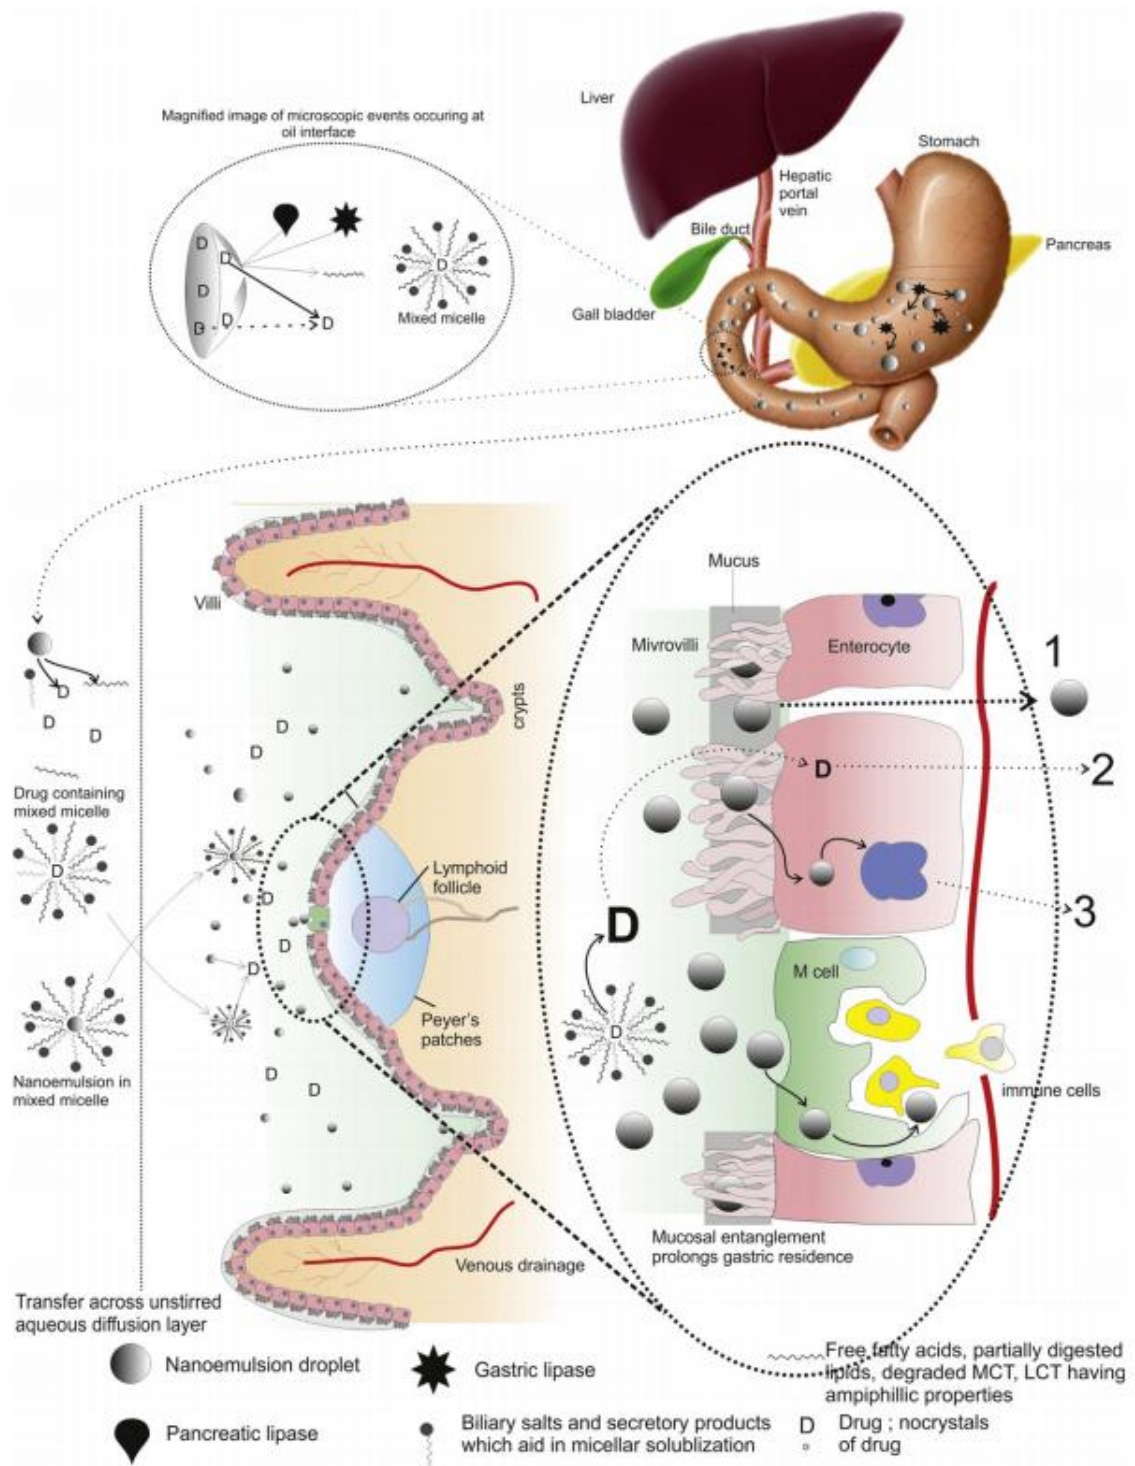 Liver
Stomach
Magnified image of microscopic events occuring at
oil interface
Hepatic
portal
vein
Bile duct
Pancreas
Gall bladder
D
D
D
D
D
D
D
Mixed micelle
Mucus
Villi
Mivrovilli
Enterocyte
1
crypts
D
D
D
D
D
D
2
Drug containing
mixed micelle
D
Lymphoid
follicle
D
3
D
D
D
M cell
D
Peyer's
patches
Nanoemulsion in
mixed micelle
D
D
immune cells
Mucosal entanglement
prolongs gastric residence
Venous drainage
Transfer across unstirred
aqueous diffusion layer
Nanoemulsion droplet
Gastric lipase
Free fatty acids, partially digested
lipids, degraded MCT, LCT having
ampiphillic properties
Pancreatic lipase
Biliary salts and secretory products
which aid in micellar solublization
D Drug ; nocrystals
of drug